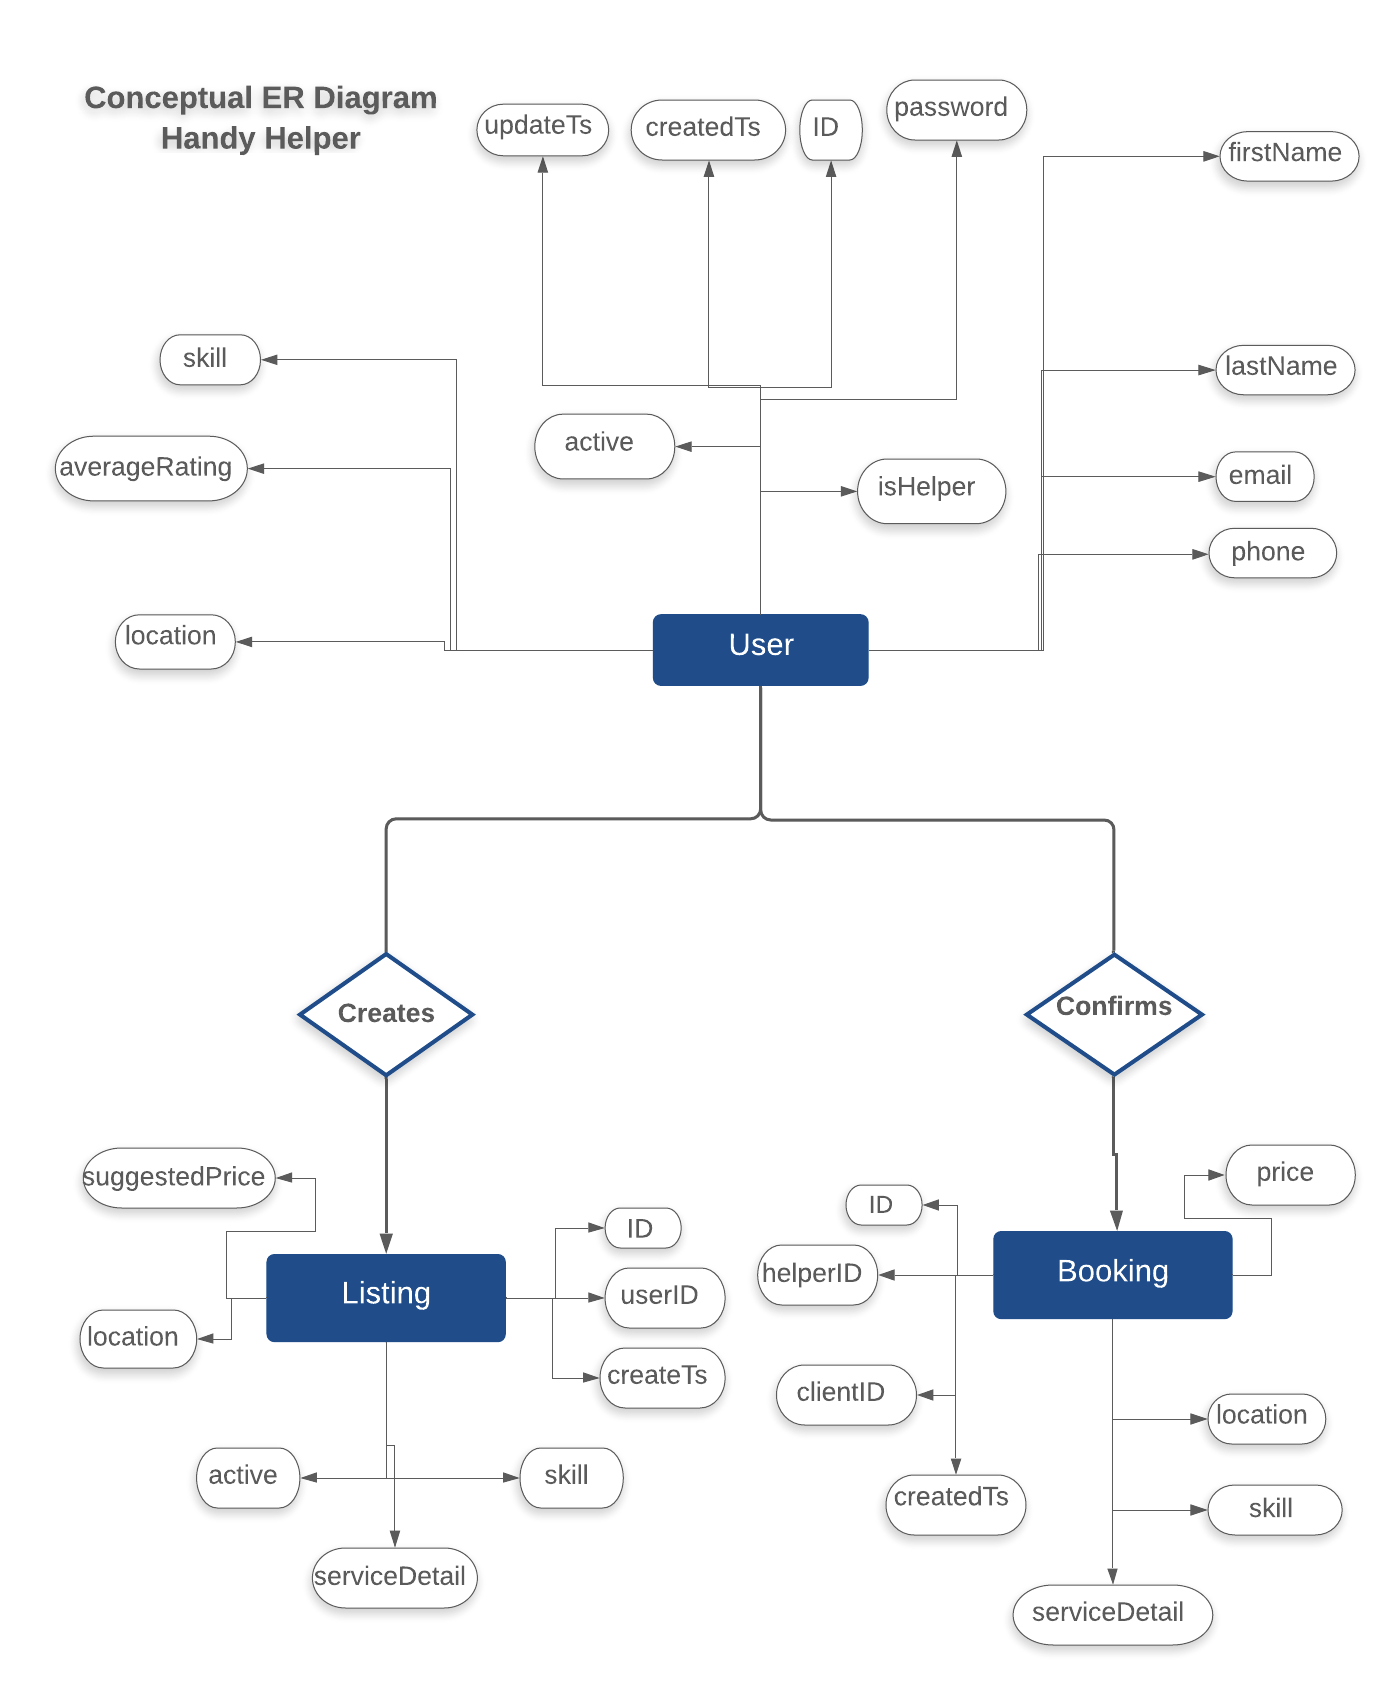 Conceptual ER Diagram
Handy Helper
updateTs
createdTs
ID
password
firstName
skill
lastName
active
averageRating
isHelper
email
phone
location
User
Creates
Confirms
suggestedPrice
price
ID
ID
helperID
Booking
Listing
userID
location
createTs
clientID
location
active
skill
createdTs
skill
serviceDetail
serviceDetail